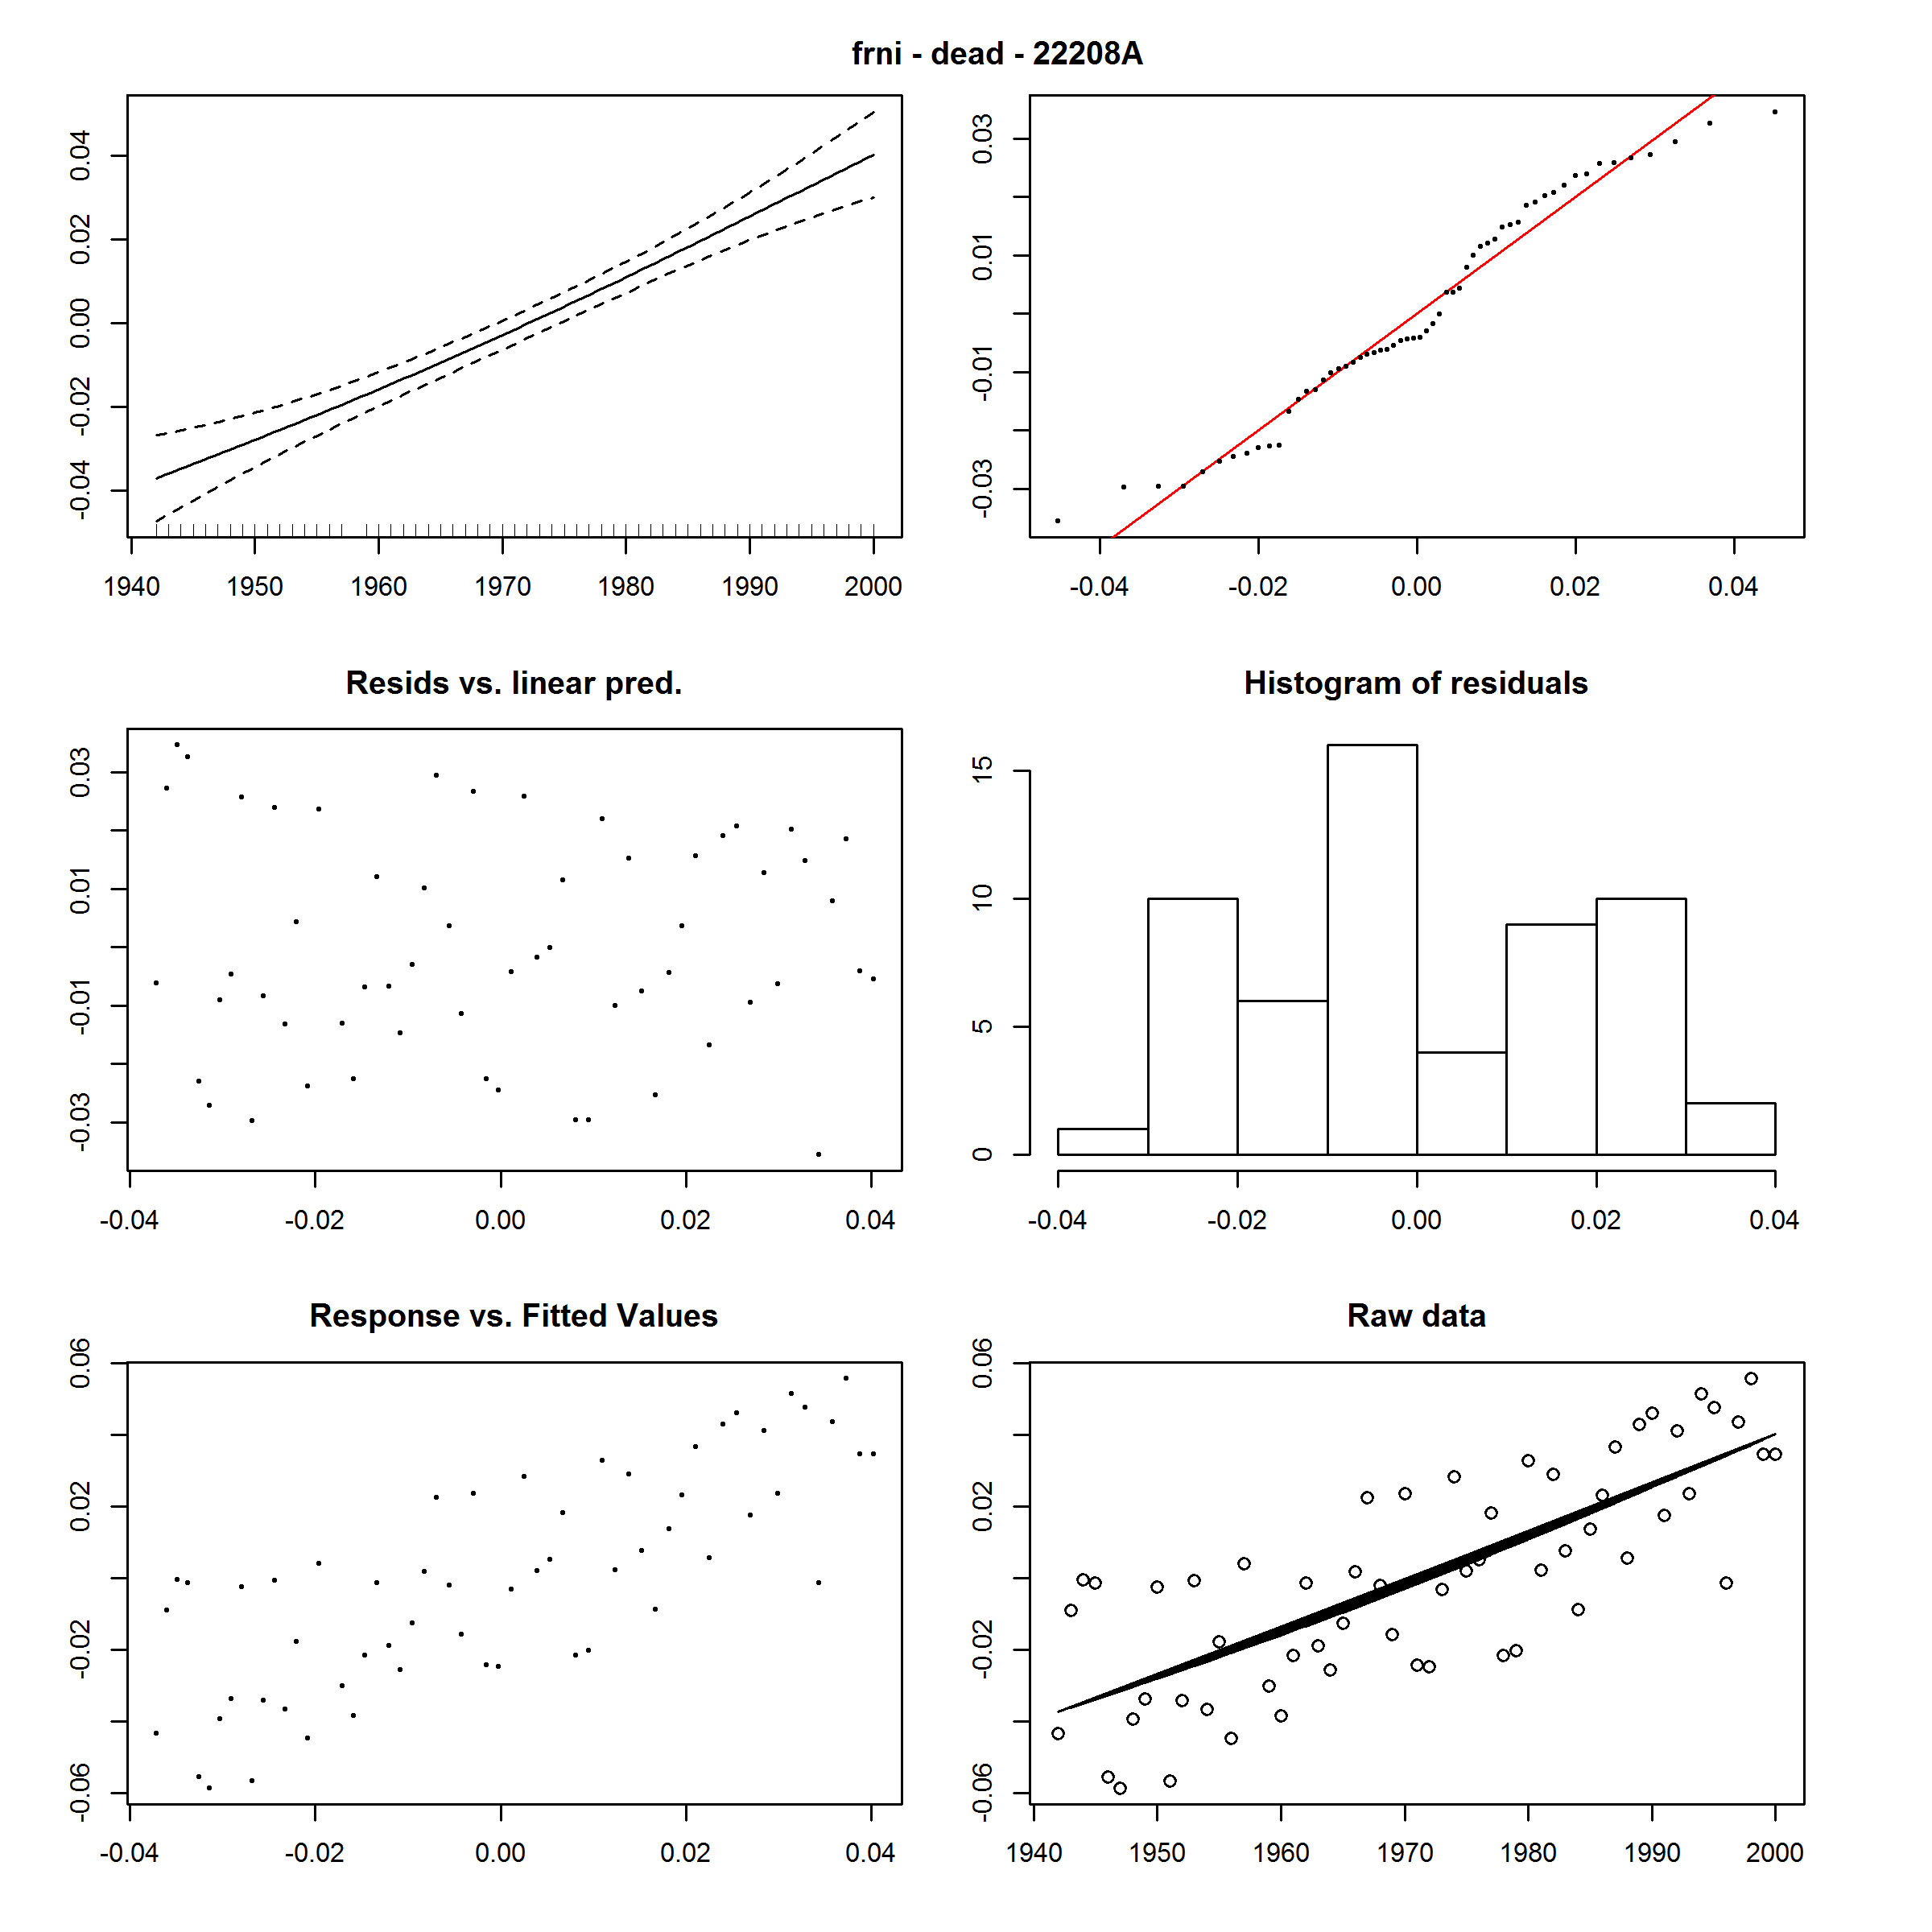 frni - dead - 22208A
0.04
0.02
0.00
-0.02
-0.04
1940 1950 1960 1970 1980 1990 2000
0.03
0.01
-0.01
-0.03
-0.04 -0.02 0.00 0.02 0.04
Resids vs. linear pred.
0.03
0.01
-0.01
-0.03
-0.04 -0.02 0.00 0.02 0.04
Histogram of residuals
15
10
5
0
-0.04 -0.02 0.00 0.02 0.04
Response vs. Fitted Values
0.06
0.02
-0.02
-0.06
-0.04 -0.02 0.00 0.02 0.04
Raw data
0.06
0.02
-0.02
-0.06
1940 1950 1960 1970 1980 1990 2000